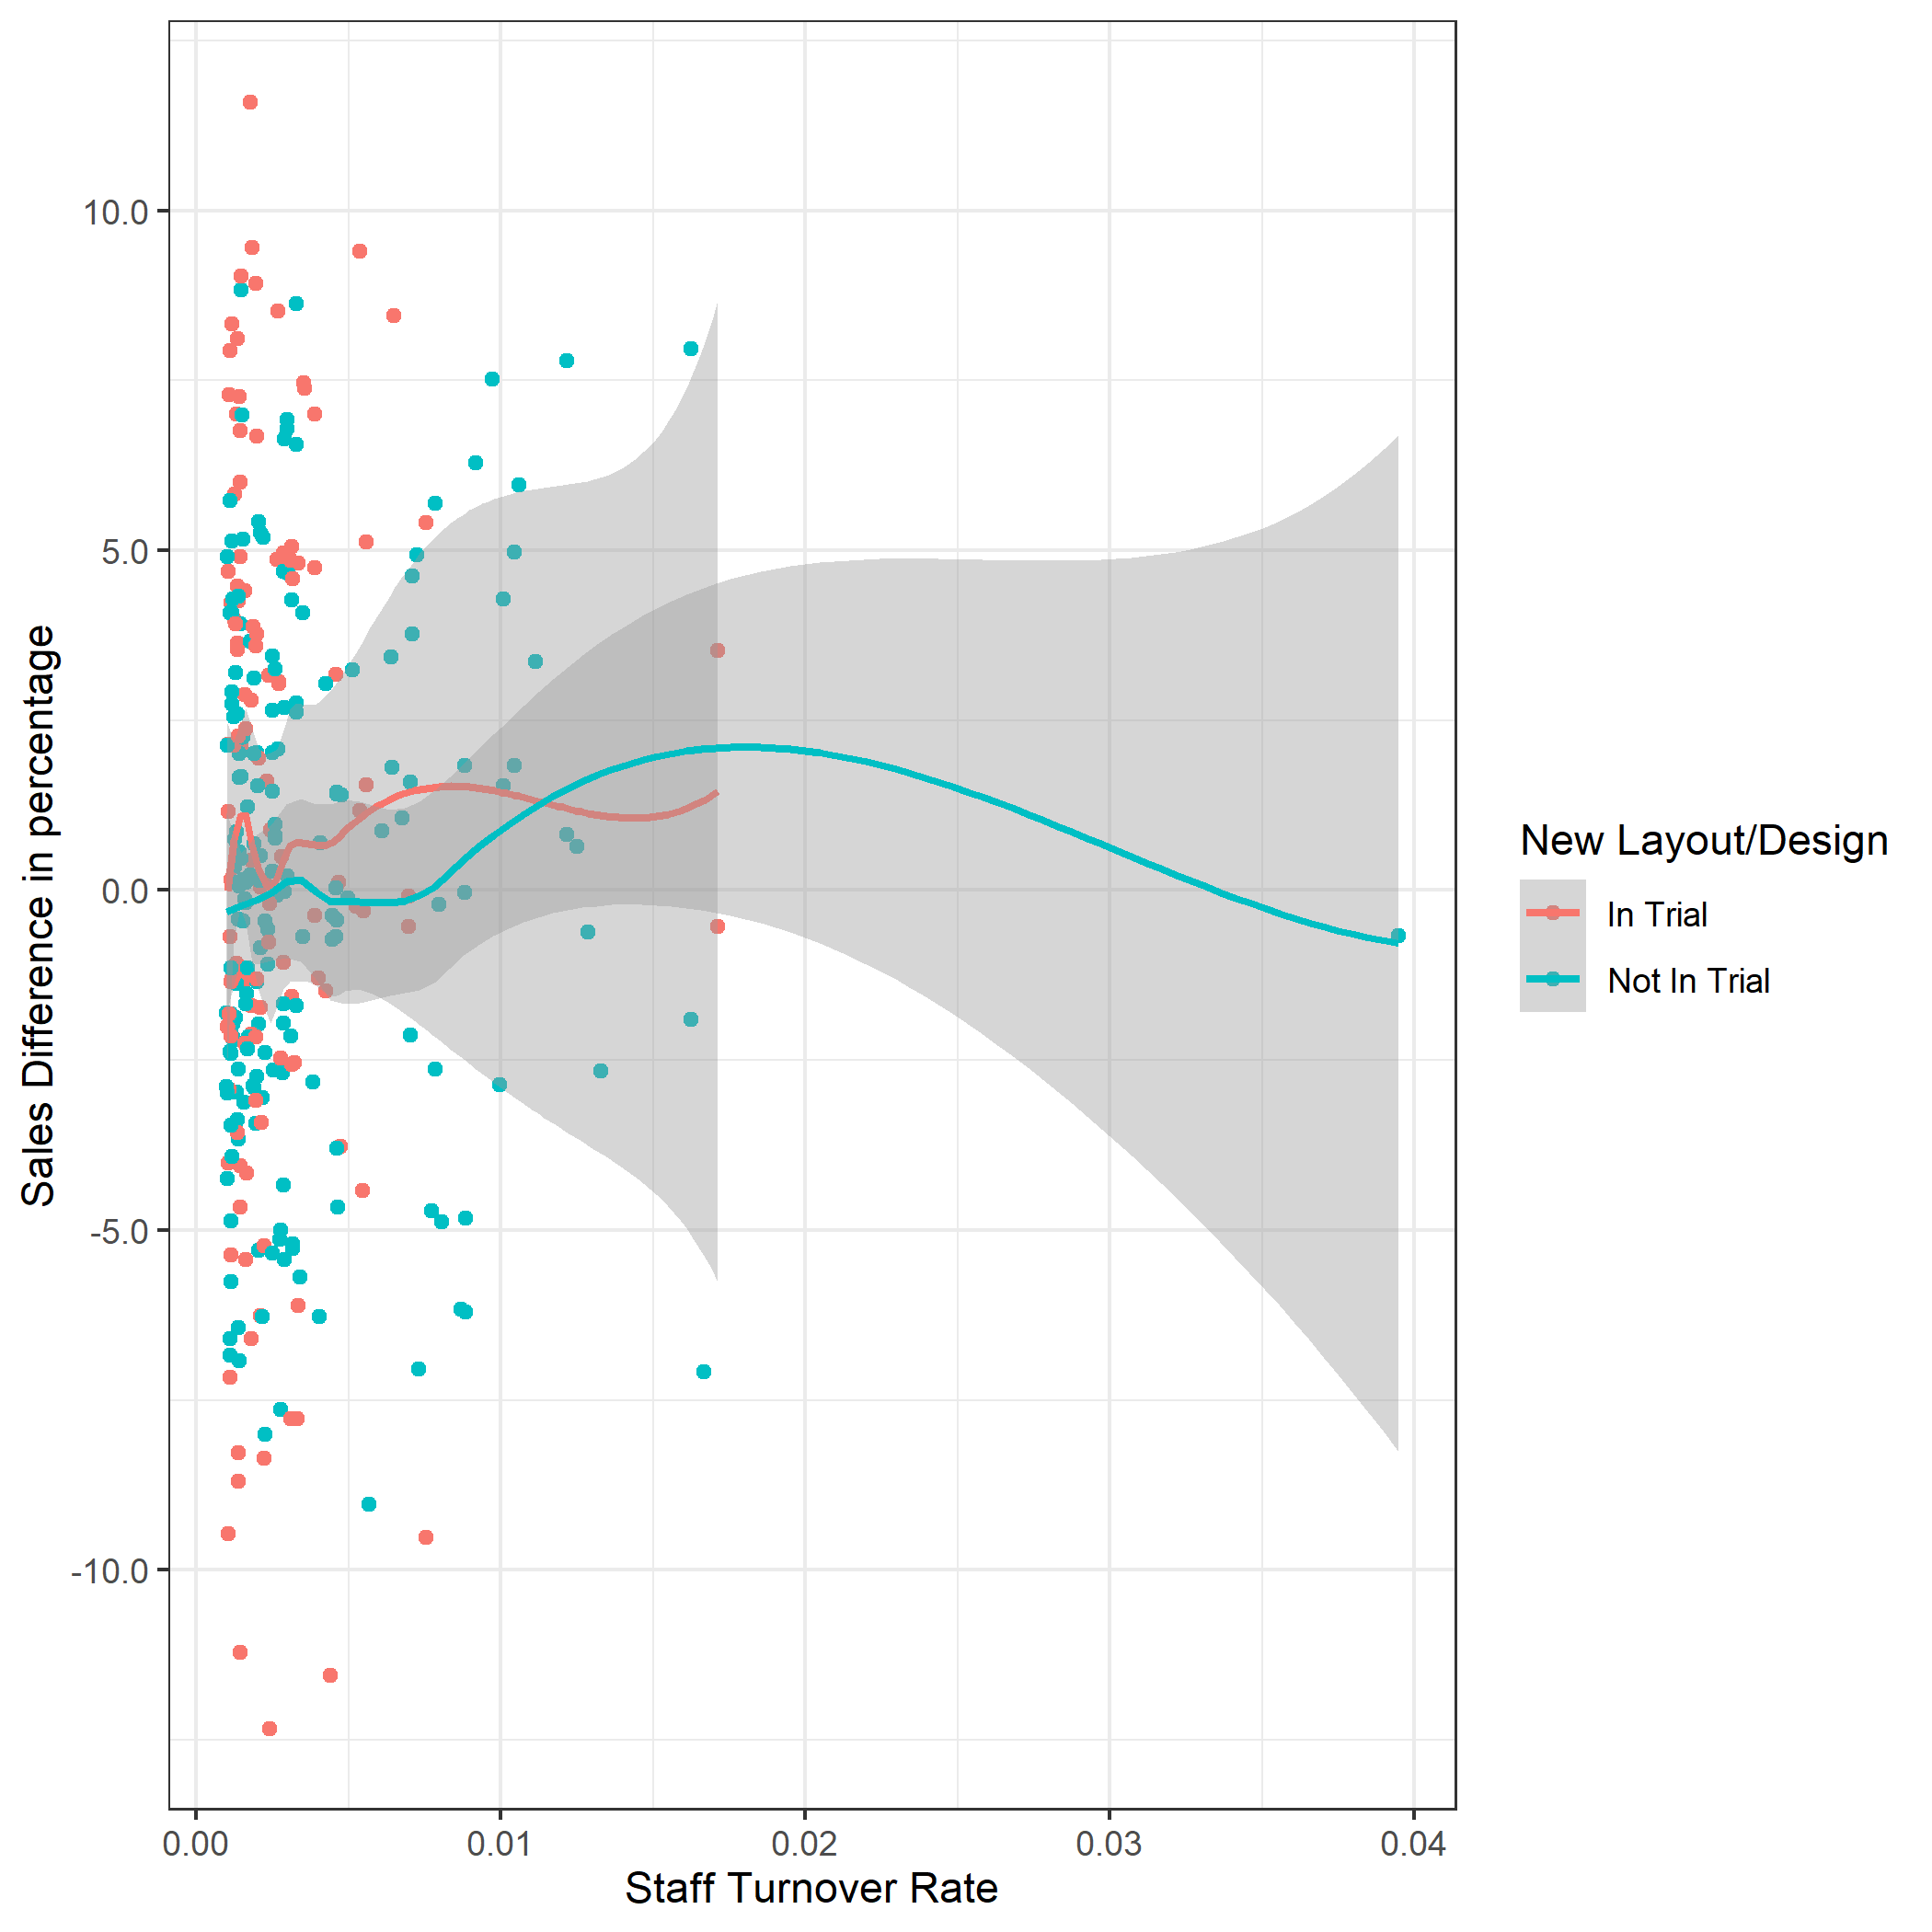 10.0
5.0
0.0
-5.0
-10.0
Sales Difference in percentage
0.00
0.01
0.02
0.03
0.04
Staff Turnover Rate
New Layout/Design
In Trial
Not In Trial